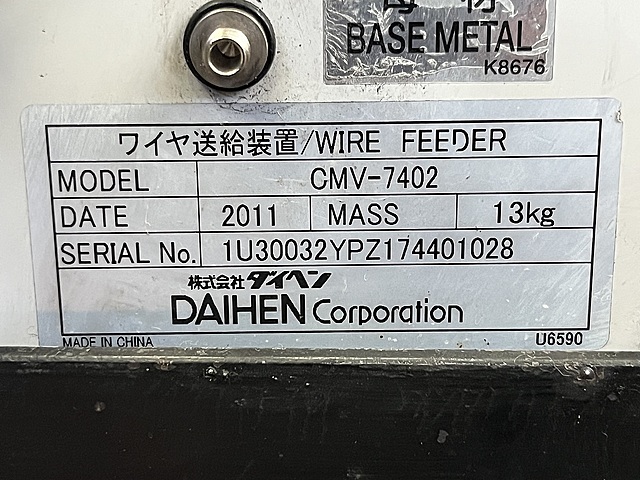 母材
BASE METAL
K8676
ワイヤ送給装置/WIRE FEEDER
MODEL CMV-7402
DATE 2011 MASS 13kg
SERIAL No. 1U30032YPZ174401028
株式会社ダイヘン
DAIHEN Corporation
MADE IN CHINA U6590